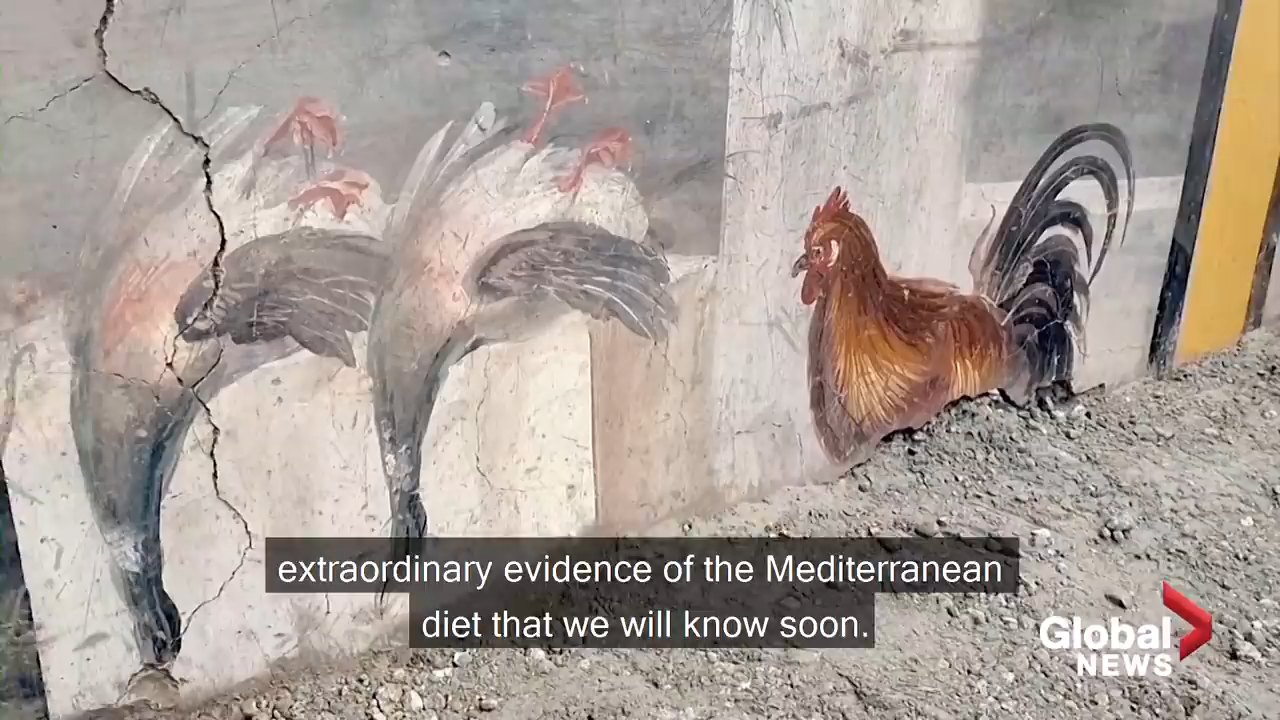 extraordinary evidence of the Mediterranean
diet that we will know soon.
Global
NEWS